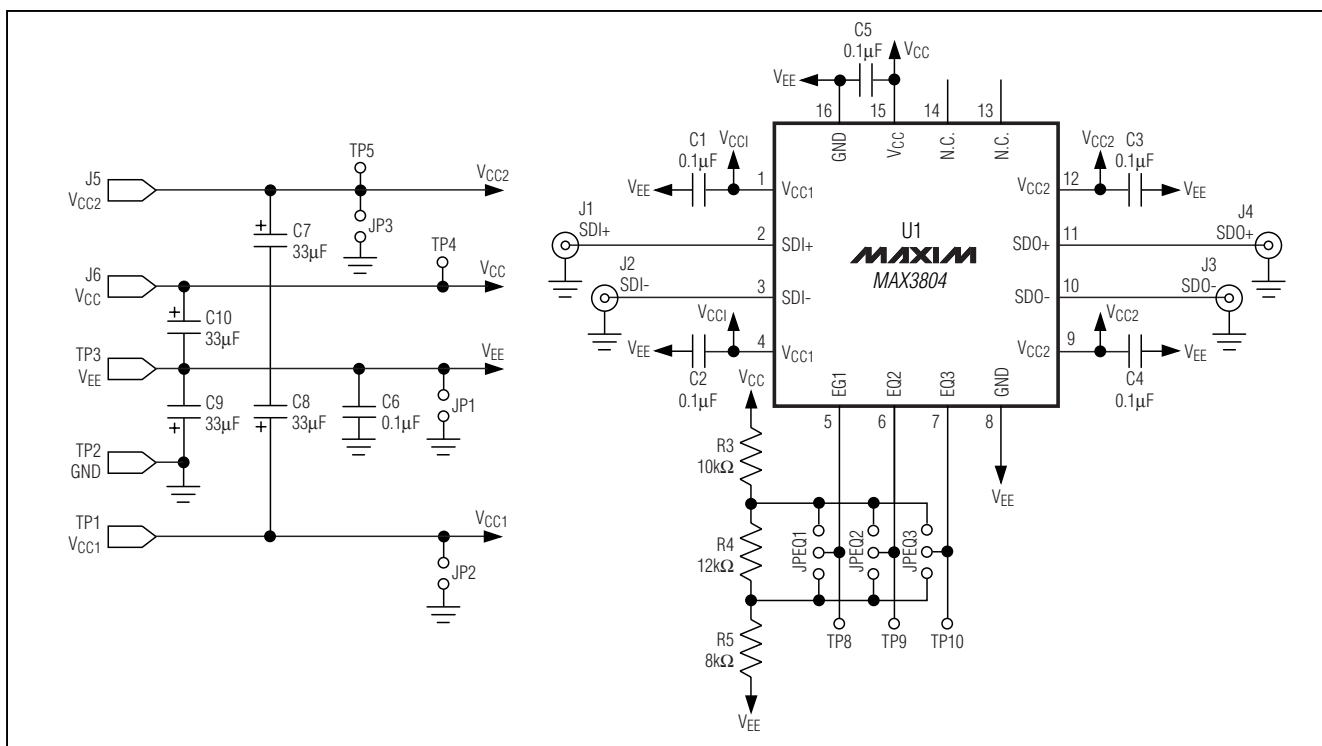 TP5
J5
VCC2
VCC2
+
C7
33µF
JP3
TP4
J6
VCC
VCC
+
C10
33µF
TP3
VEE
VEE
C9
33µF
+
C8
33µF
+
C6
0.1µF
JP1
TP2
GND
TP1
VCC1
VCC1
JP2
C5
0.1µF
VCC
VEE
16
15
14
13
GND
VCC
N.C.
N.C.
C1
0.1µF
VCCI
VEE
1
VCC1
VCC2
12
VCC2
C3
0.1µF
VEE
J1
SDI+
2
SDI+
U1
MAXIM
MAX3804
SDO+
11
J4
SDO+
J2
SDI-
3
SDI-
SDO-
10
J3
SDO-
VCCI
VEE
4
VCC1
C2
0.1µF
VCC2
9
VCC2
C4
0.1µF
VEE
EG1
EQ2
EQ3
GND
5
6
7
8
VEE
VCC
R3
10kΩ
R4
12kΩ
JPEQ1
JPEQ2
JPEQ3
R5
8kΩ
TP8
TP9
TP10
VEE